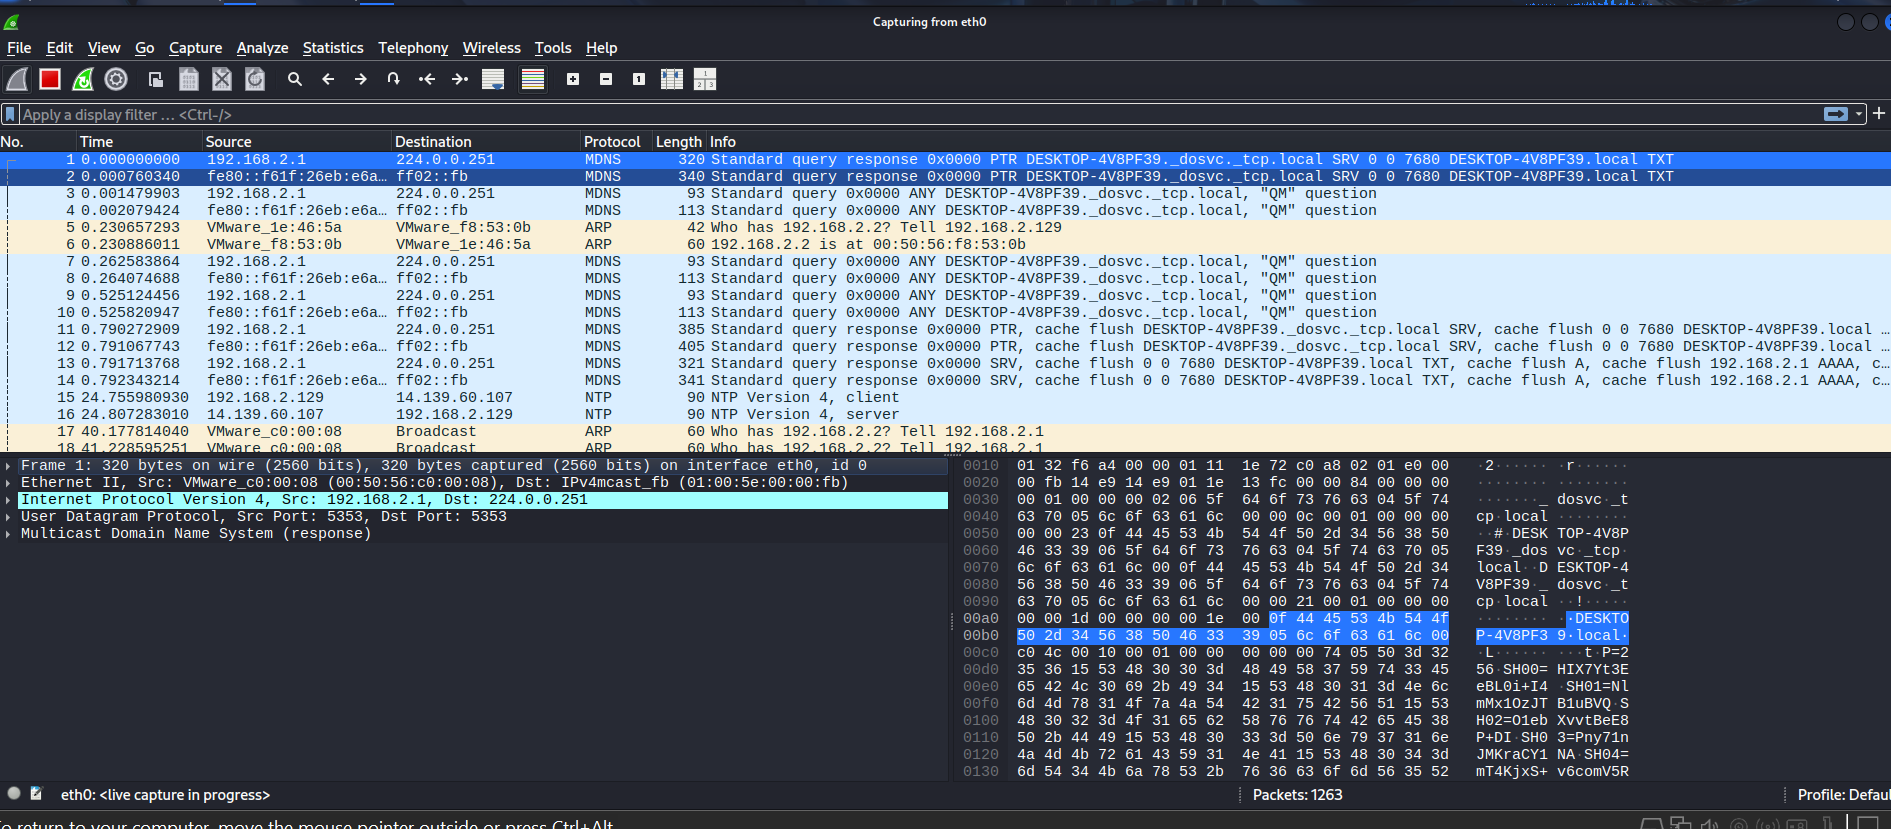 Capturing from eth0
File Edit View Go Capture Analyze Statistics Telephony Wireless Tools Help
Apply a display filter … <Ctrl-/>
No. Time Source Destination Protocol Length Info
1 0.000000000 192.168.2.1 224.0.0.251 MDNS 320 Standard query response 0x0000 PTR DESKTOP-4V8PF39._dosvc._tcp.local SRV 0 0 7680 DESKTOP-4V8PF39.local TXT
2 0.000760340 fe80::f61f:26eb:e6a… ff02::fb MDNS 340 Standard query response 0x0000 PTR DESKTOP-4V8PF39._dosvc._tcp.local SRV 0 0 7680 DESKTOP-4V8PF39.local TXT
3 0.001479903 192.168.2.1 224.0.0.251 MDNS 93 Standard query 0x0000 ANY DESKTOP-4V8PF39._dosvc._tcp.local, "QM" question
4 0.002079424 fe80::f61f:26eb:e6a… ff02::fb MDNS 113 Standard query 0x0000 ANY DESKTOP-4V8PF39._dosvc._tcp.local, "QM" question
5 0.230657293 VMware_1e:46:5a VMware_f8:53:0b ARP 42 Who has 192.168.2.2? Tell 192.168.2.129
6 0.230886011 VMware_f8:53:0b VMware_1e:46:5a ARP 60 192.168.2.2 is at 00:50:56:f8:53:0b
7 0.262583864 192.168.2.1 224.0.0.251 MDNS 93 Standard query 0x0000 ANY DESKTOP-4V8PF39._dosvc._tcp.local, "QM" question
8 0.264074688 fe80::f61f:26eb:e6a… ff02::fb MDNS 113 Standard query 0x0000 ANY DESKTOP-4V8PF39._dosvc._tcp.local, "QM" question
9 0.525124456 192.168.2.1 224.0.0.251 MDNS 93 Standard query 0x0000 ANY DESKTOP-4V8PF39._dosvc._tcp.local, "QM" question
10 0.525820947 fe80::f61f:26eb:e6a… ff02::fb MDNS 113 Standard query 0x0000 ANY DESKTOP-4V8PF39._dosvc._tcp.local, "QM" question
11 0.790272909 192.168.2.1 224.0.0.251 MDNS 385 Standard query response 0x0000 PTR, cache flush DESKTOP-4V8PF39._dosvc._tcp.local SRV, cache flush 0 0 7680 DESKTOP-4V8PF39.local …
12 0.791067743 fe80::f61f:26eb:e6a… ff02::fb MDNS 405 Standard query response 0x0000 PTR, cache flush DESKTOP-4V8PF39._dosvc._tcp.local SRV, cache flush 0 0 7680 DESKTOP-4V8PF39.local …
13 0.791713768 192.168.2.1 224.0.0.251 MDNS 321 Standard query response 0x0000 SRV, cache flush 0 0 7680 DESKTOP-4V8PF39.local TXT, cache flush A, cache flush 192.168.2.1 AAAA, c…
14 0.792343214 fe80::f61f:26eb:e6a… ff02::fb MDNS 341 Standard query response 0x0000 SRV, cache flush 0 0 7680 DESKTOP-4V8PF39.local TXT, cache flush A, cache flush 192.168.2.1 AAAA, c…
15 24.755980930 192.168.2.129 14.139.60.107 NTP 90 NTP Version 4, client
16 24.807283010 14.139.60.107 192.168.2.129 NTP 90 NTP Version 4, server
17 40.177814040 VMware_c0:00:08 Broadcast ARP 60 Who has 192.168.2.2? Tell 192.168.2.1
18 41.228595251 VMware_c0:00:08 Broadcast ARP 60 Who has 192.168.2.2? Tell 192.168.2.1
Frame 1: 320 bytes on wire (2560 bits), 320 bytes captured (2560 bits) on interface eth0, id 0
Ethernet II, Src: VMware_c0:00:08 (00:50:56:c0:00:08), Dst: IPv4mcast_fb (01:00:5e:00:00:fb)
Internet Protocol Version 4, Src: 192.168.2.1, Dst: 224.0.0.251
User Datagram Protocol, Src Port: 5353, Dst Port: 5353
Multicast Domain Name System (response)
0010 01 32 f6 a4 00 00 01 11 1e 72 c0 a8 02 01 e0 00 ·2······ ·r······
0020 00 fb 14 e9 14 e9 01 1e 13 fc 00 00 84 00 00 00 ········ ········
0030 00 01 00 00 00 02 06 5f 64 6f 73 76 63 04 5f 74 ·······_ dosvc·_t
0040 63 70 05 6c 6f 63 61 6c 00 00 0c 00 01 00 00 00 cp·local ········
0050 00 00 23 0f 44 45 53 4b 54 4f 50 2d 34 56 38 50 ··#·DESK TOP-4V8P
0060 46 33 39 06 5f 64 6f 73 76 63 04 5f 74 63 70 05 F39·_dos vc·_tcp·
0070 6c 6f 63 61 6c 00 0f 44 45 53 4b 54 4f 50 2d 34 local··D ESKTOP-4
0080 56 38 50 46 33 39 06 5f 64 6f 73 76 63 04 5f 74 V8PF39·_ dosvc·_t
0090 63 70 05 6c 6f 63 61 6c 00 00 21 00 01 00 00 00 cp·local ··!·····
00a0 00 00 1d 00 00 00 00 1e 00 0f 44 45 53 4b 54 4f ········ ··DESKTO
00b0 50 2d 34 56 38 50 46 33 39 05 6c 6f 63 61 6c 00 P-4V8PF3 9·local·
00c0 c0 4c 00 10 00 01 00 00 00 00 00 74 05 50 3d 32 ·L······ ···t·P=2
00d0 35 36 15 53 48 30 30 3d 48 49 58 37 59 74 33 45 56·SH00= HIX7Yt3E
00e0 65 42 4c 30 69 2b 49 34 15 53 48 30 31 3d 4e 6c eBL0i+I4 ·SH01=Nl
00f0 6d 4d 78 31 4f 7a 4a 54 42 31 75 42 56 51 15 53 mMx1OzJT B1uBVQ·S
0100 48 30 32 3d 4f 31 65 62 58 76 76 74 42 65 45 38 H02=O1eb XvvtBeE8
0110 50 2b 44 49 15 53 48 30 33 3d 50 6e 79 37 31 6e P+DI·SH0 3=Pny71n
0120 4a 4d 4b 72 61 43 59 31 4e 41 15 53 48 30 34 3d JMKraCY1 NA·SH04=
0130 6d 54 34 4b 6a 78 53 2b 76 36 63 6f 6d 56 35 52 mT4KjxS+ v6comV5R
eth0: <live capture in progress>
Packets: 1263
Profile: Defau
To return to your computer, move the mouse pointer outside or press Ctrl+Alt.